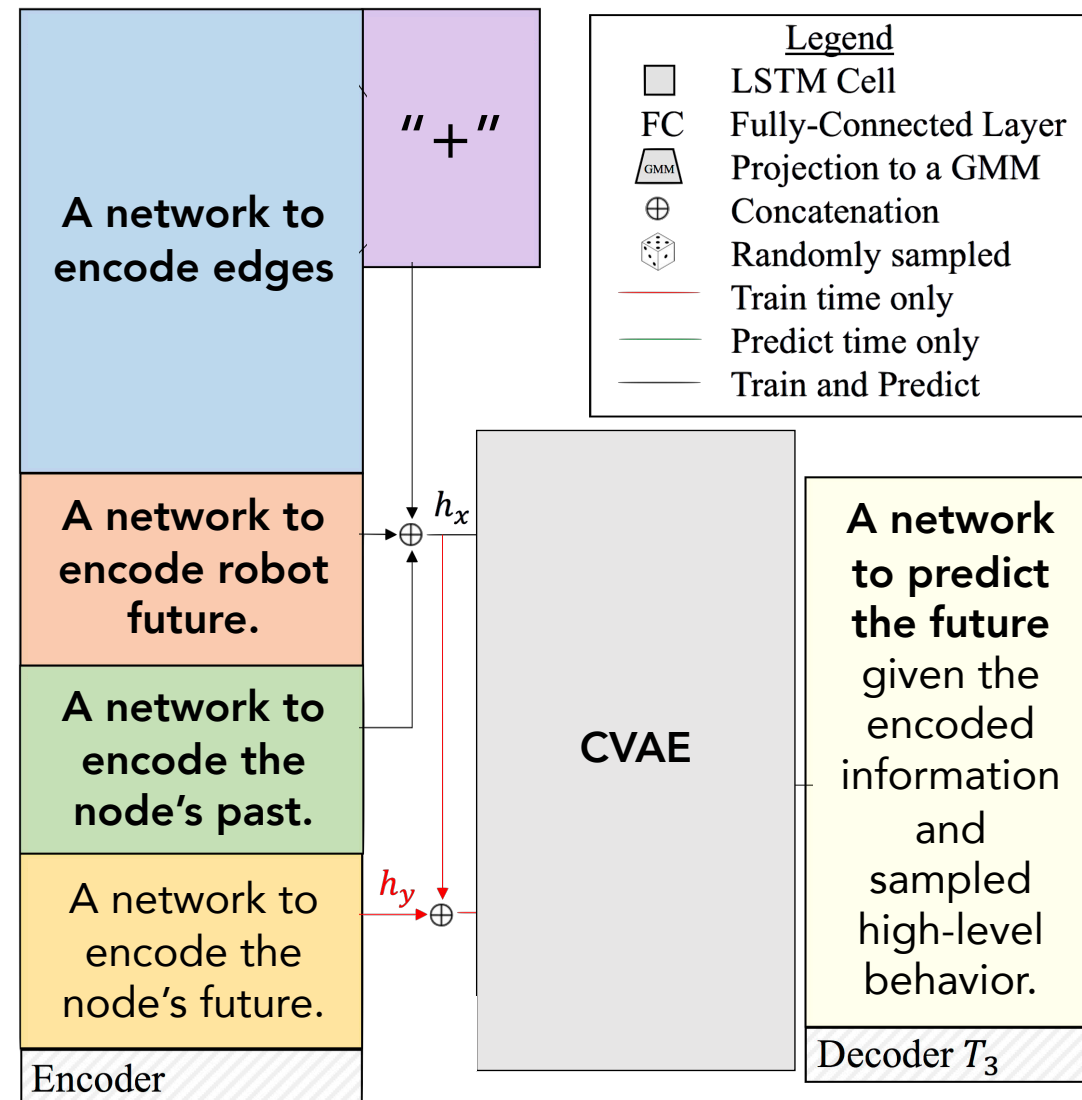 A network to
encode edges
“+”
Legend
LSTM Cell
FC Fully-Connected Layer
GMM Projection to a GMM
⊕ Concatenation
Randomly sampled
Train time only
Predict time only
Train and Predict
A network to
encode robot
future.
A network to
encode the
node’s past.
A network to
encode the
node’s future.
Encoder
⊕
h_x
h_y
⊕
CVAE
A network
to predict
the future
given the
encoded
information
and
sampled
high-level
behavior.
Decoder T_3